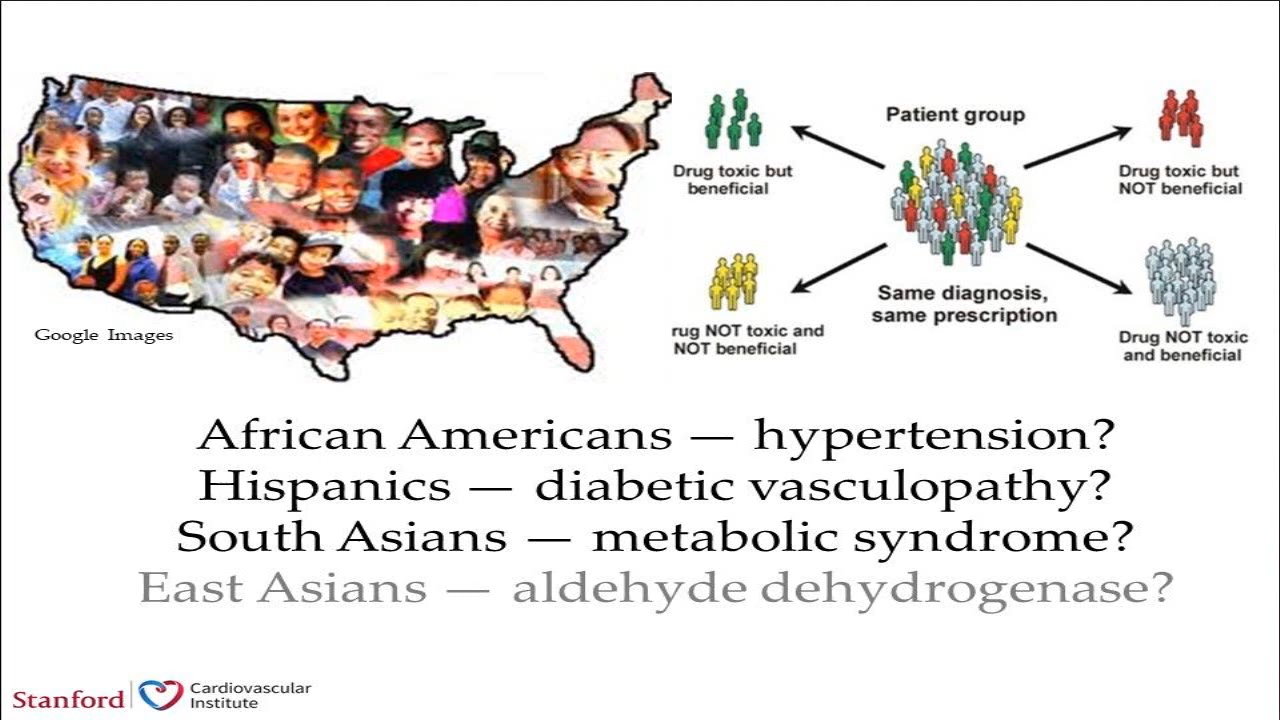 Google Images
Patient group
Drug toxic but
beneficial
Drug toxic but
NOT beneficial
rug NOT toxic and
NOT beneficial
Same diagnosis,
same prescription
Drug NOT toxic
and beneficial
African Americans — hypertension?
Hispanics — diabetic vasculopathy?
South Asians — metabolic syndrome?
East Asians — aldehyde dehydrogenase?
Stanford
Cardiovascular
Institute